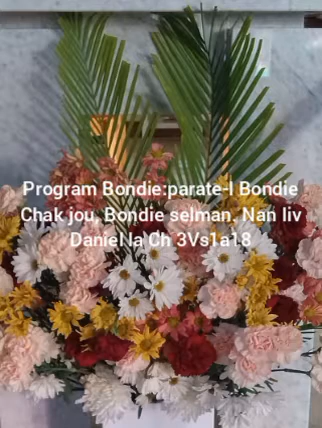 Program Bondie:parate-l Bondie
Chak jou, Bondie selman. Nan liv
Daniel la Ch 3Vs1a18